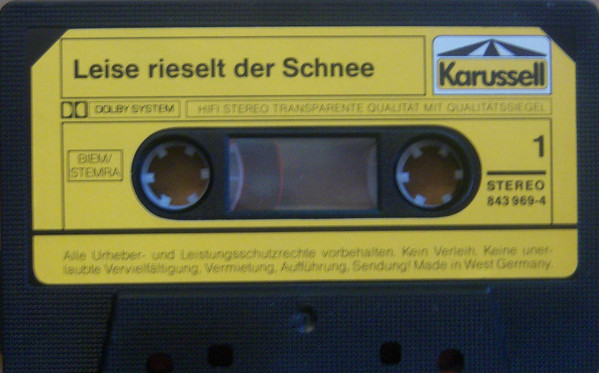 Leise rieselt der Schnee
Karussell
DOLBY SYSTEM
HIFI STEREO TRANSPARENTE QUALITÄT MIT QUALITÄTSSIEGEL
BIEM/
STEMRA
1
STEREO
843 969-4
Alle Urheber- und Leistungsschutzrechte vorbehalten. Kein Verleih. Keine uner-
laubte Vervielfältigung, Vermietung, Aufführung, Sendung! Made in West Germany.